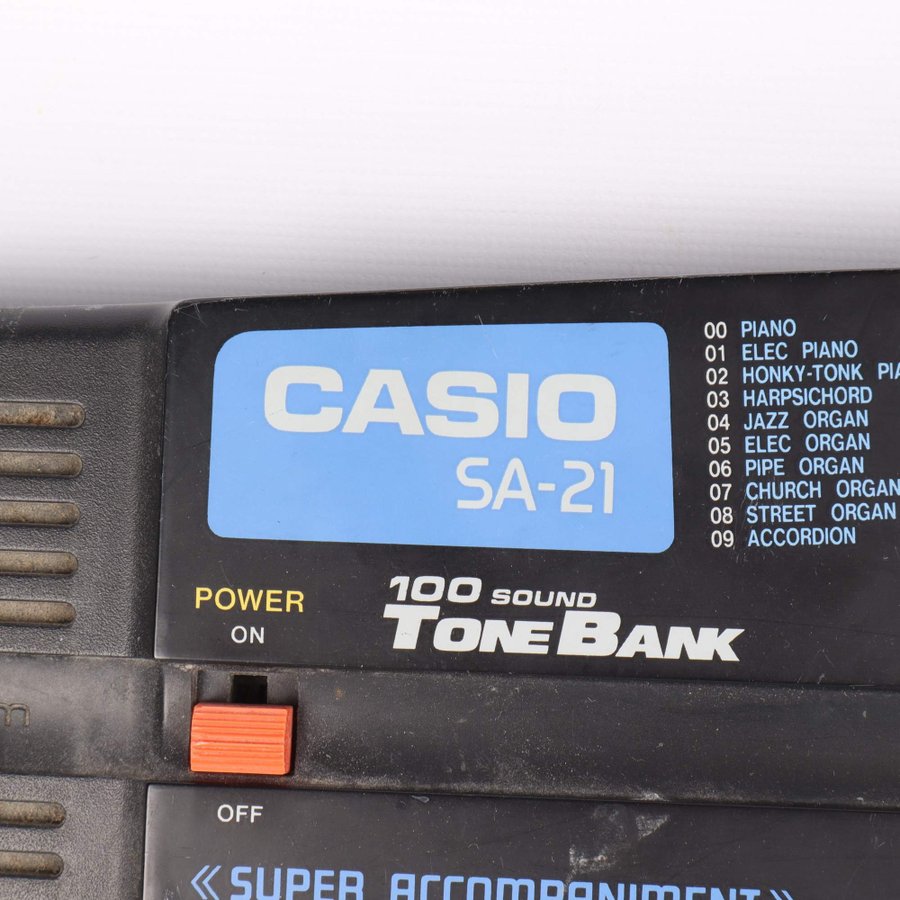 CASIO
SA-21
00 PIANO
01 ELEC PIANO
02 HONKY-TONK PIA
03 HARPSICHORD
04 JAZZ ORGAN
05 ELEC ORGAN
06 PIPE ORGAN
07 CHURCH ORGAN
08 STREET ORGAN
09 ACCORDION
POWER
ON
100 SOUND
TONE BANK
OFF
《SUPER ACCOMPANIMENT》